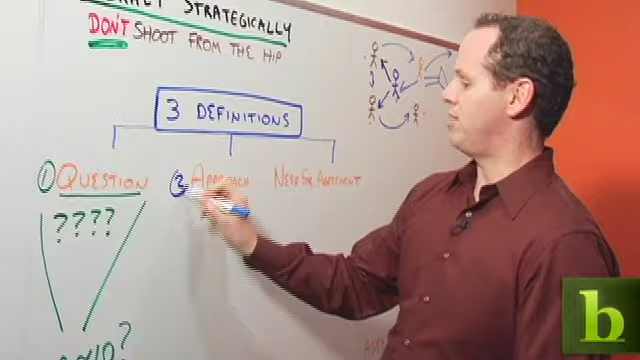 STRATEGICALLY
DON'T SHOOT FROM THE HIP
3 DEFINITIONS
1 QUESTION
2 APPROACH
NEED FOR AGREEMENT
????
?
b